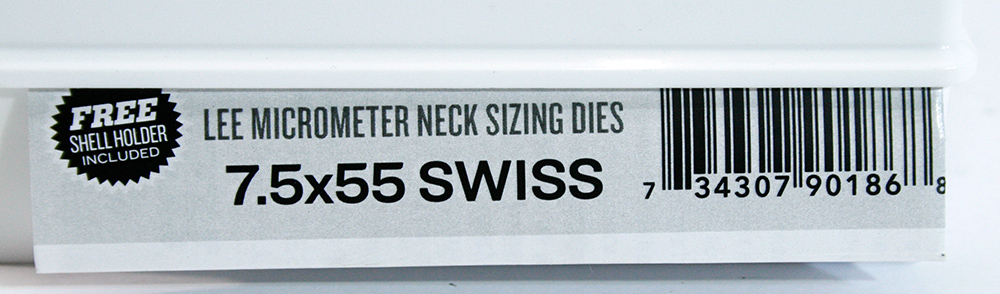 FREE
SHELL HOLDER
INCLUDED
LEE MICROMETER NECK SIZING DIES
7.5x55 SWISS
7 34307 90186 8